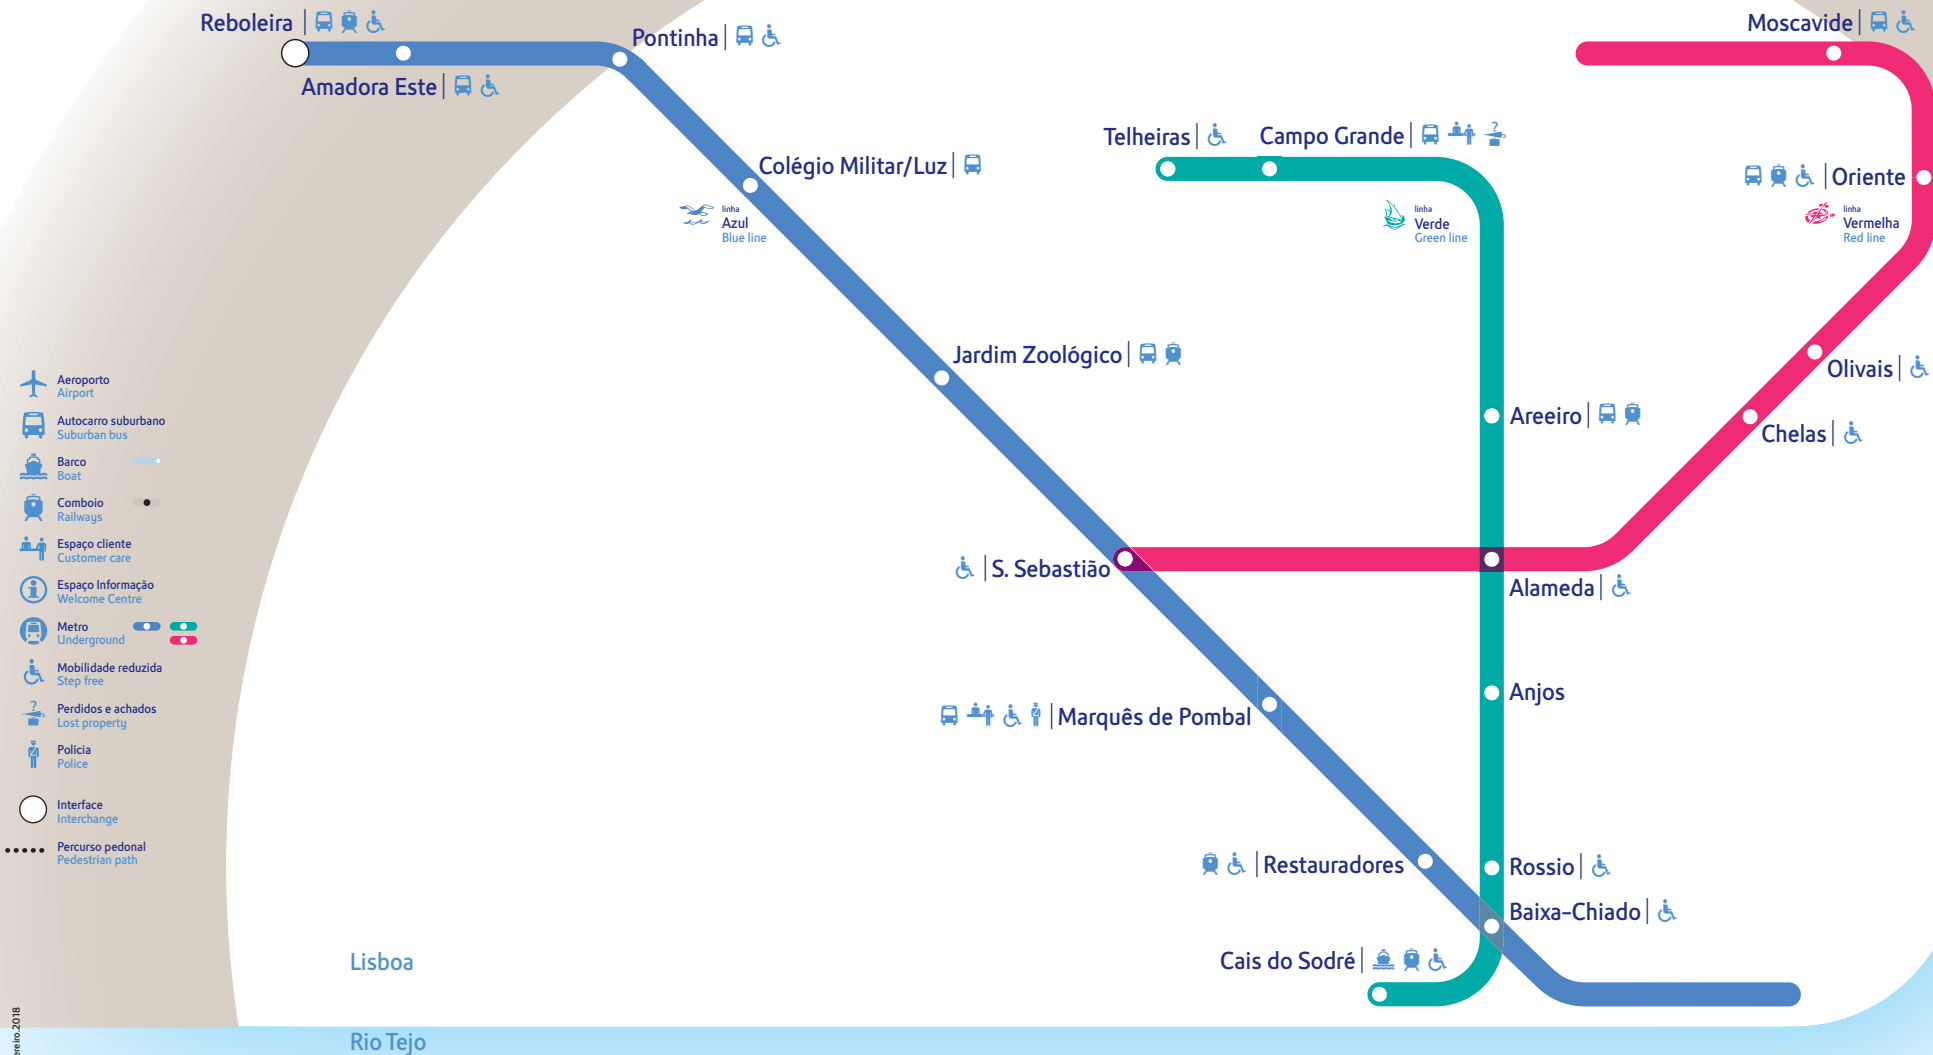 Reboleira
Amadora Este
Pontinha
Moscavide
Telheiras
Campo Grande
Colégio Militar/Luz
Oriente
linha
Azul
Blue line
linha
Verde
Green line
linha
Vermelha
Red line
Jardim Zoológico
Olivais
Areeiro
Chelas
Aeroporto
Airport
Autocarro suburbano
Suburban bus
Barco
Boat
Comboio
Railways
Espaço cliente
Customer care
Espaço Informação
Welcome Centre
Metro
Underground
Mobilidade reduzida
Step free
Perdidos e achados
Lost property
?
Polícia
Police
Interface
Interchange
Percurso pedonal
Pedestrian path
S. Sebastião
Alameda
Anjos
Marquês de Pombal
Restauradores
Rossio
Baixa-Chiado
Cais do Sodré
Lisboa
Rio Tejo
?